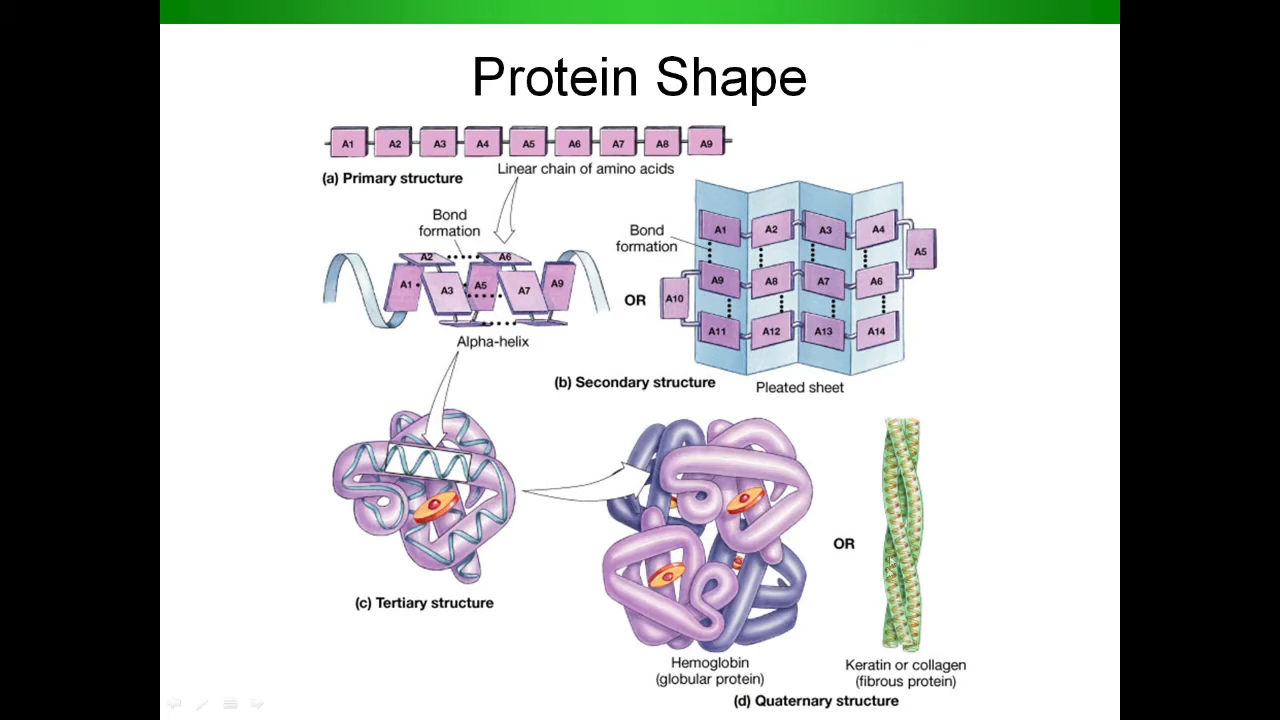 Protein Shape
A1 A2 A3 A4 A5 A6 A7 A8 A9
Linear chain of amino acids
(a) Primary structure
Bond
formation
A2 A6
A1 A3 A5 A7 A9
Alpha-helix
OR
Bond
formation
A1 A2 A3 A4
A5
A9 A8 A7 A6
A10
A11 A12 A13 A14
(b) Secondary structure
Pleated sheet
(c) Tertiary structure
OR
Hemoglobin
(globular protein)
Keratin or collagen
(fibrous protein)
(d) Quaternary structure